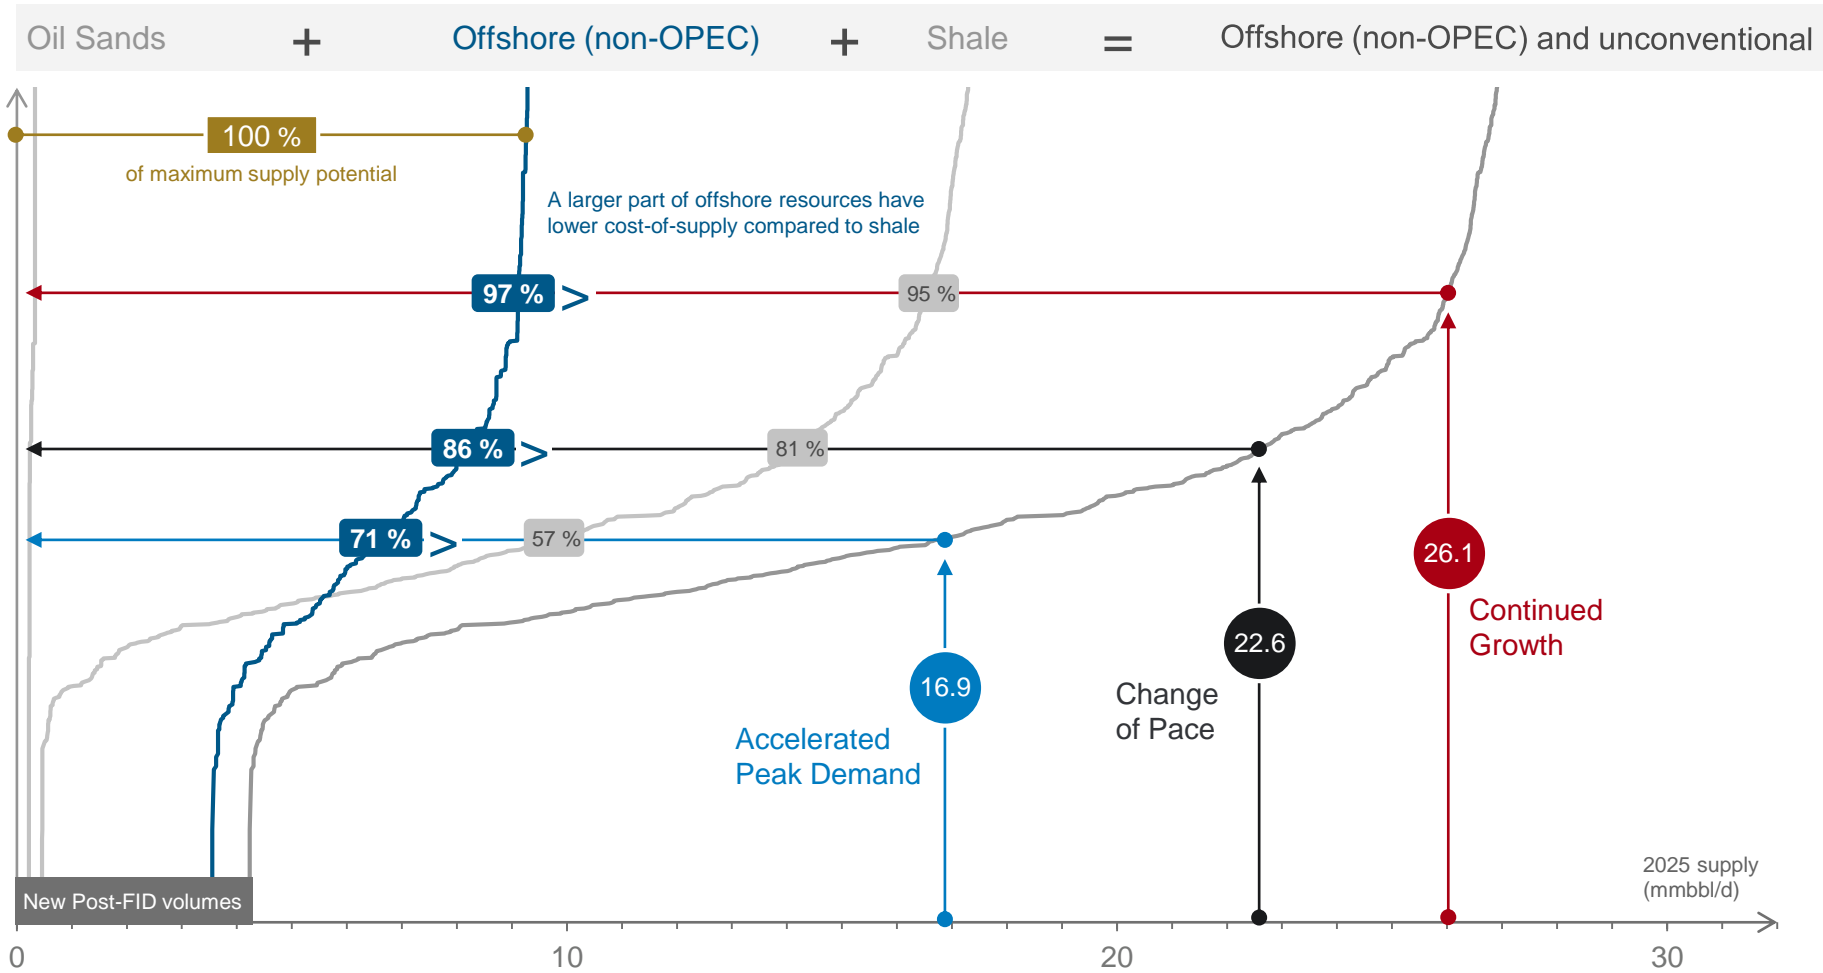 Oil Sands + Offshore (non-OPEC) + Shale = Offshore (non-OPEC) and unconventional
100 %
of maximum supply potential
A larger part of offshore resources have
lower cost-of-supply compared to shale
97 % > 95 %
86 % > 81 %
71 % > 57 %
26.1
Continued
Growth
22.6
Change
of Pace
16.9
Accelerated
Peak Demand
2025 supply
(mmbbl/d)
New Post-FID volumes
0 10 20 30